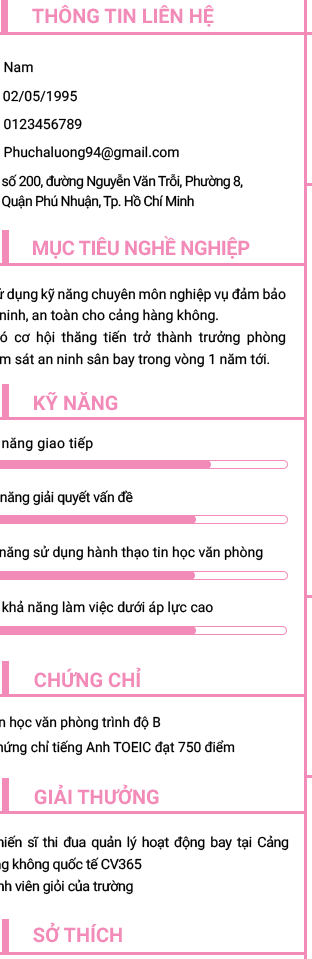 THÔNG TIN LIÊN HỆ
Nam
02/05/1995
0123456789
Phuchaluong94@gmail.com
số 200, đường Nguyễn Văn Trỗi, Phường 8,
Quận Phú Nhuận, Tp. Hồ Chí Minh
MỤC TIÊU NGHỀ NGHIỆP
dụng kỹ năng chuyên môn nghiệp vụ đảm bảo
ninh, an toàn cho cảng hàng không.
ó cơ hội thăng tiến trở thành trưởng phòng
m sát an ninh sân bay trong vòng 1 năm tới.
KỸ NĂNG
năng giao tiếp
năng giải quyết vấn đề
năng sử dụng hành thạo tin học văn phòng
khả năng làm việc dưới áp lực cao
CHỨNG CHỈ
n học văn phòng trình độ B
hứng chỉ tiếng Anh TOEIC đạt 750 điểm
GIẢI THƯỞNG
hiến sĩ thi đua quản lý hoạt động bay tại Cảng
g không quốc tế CV365
nh viên giỏi của trường
SỞ THÍCH